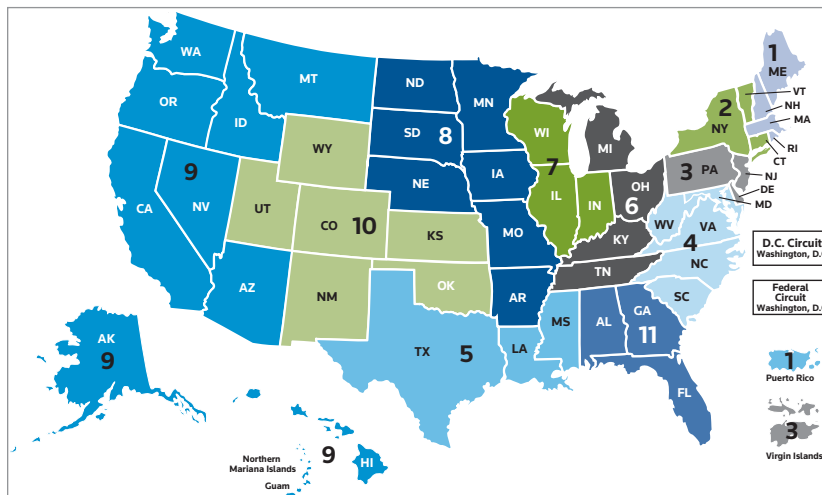 WA
MT
ND
MN
OR
ID
SD
8
WI
MI
1
ME
VT
NH
MA
2
NY
RI
CT
WY
9
NV
CA
UT
CO
10
NE
IA
7
IL
IN
OH
6
3
PA
NJ
DE
MD
KS
MO
KY
WV
VA
4
NC
D.C. Circuit
Washington, D.C
AZ
NM
OK
AR
TN
SC
Federal
Circuit
Washington, D.C
TX
5
LA
MS
AL
GA
11
FL
AK
9
1
Puerto Rico
3
Virgin Islands
Northern
Mariana Islands
9
HI
Guam